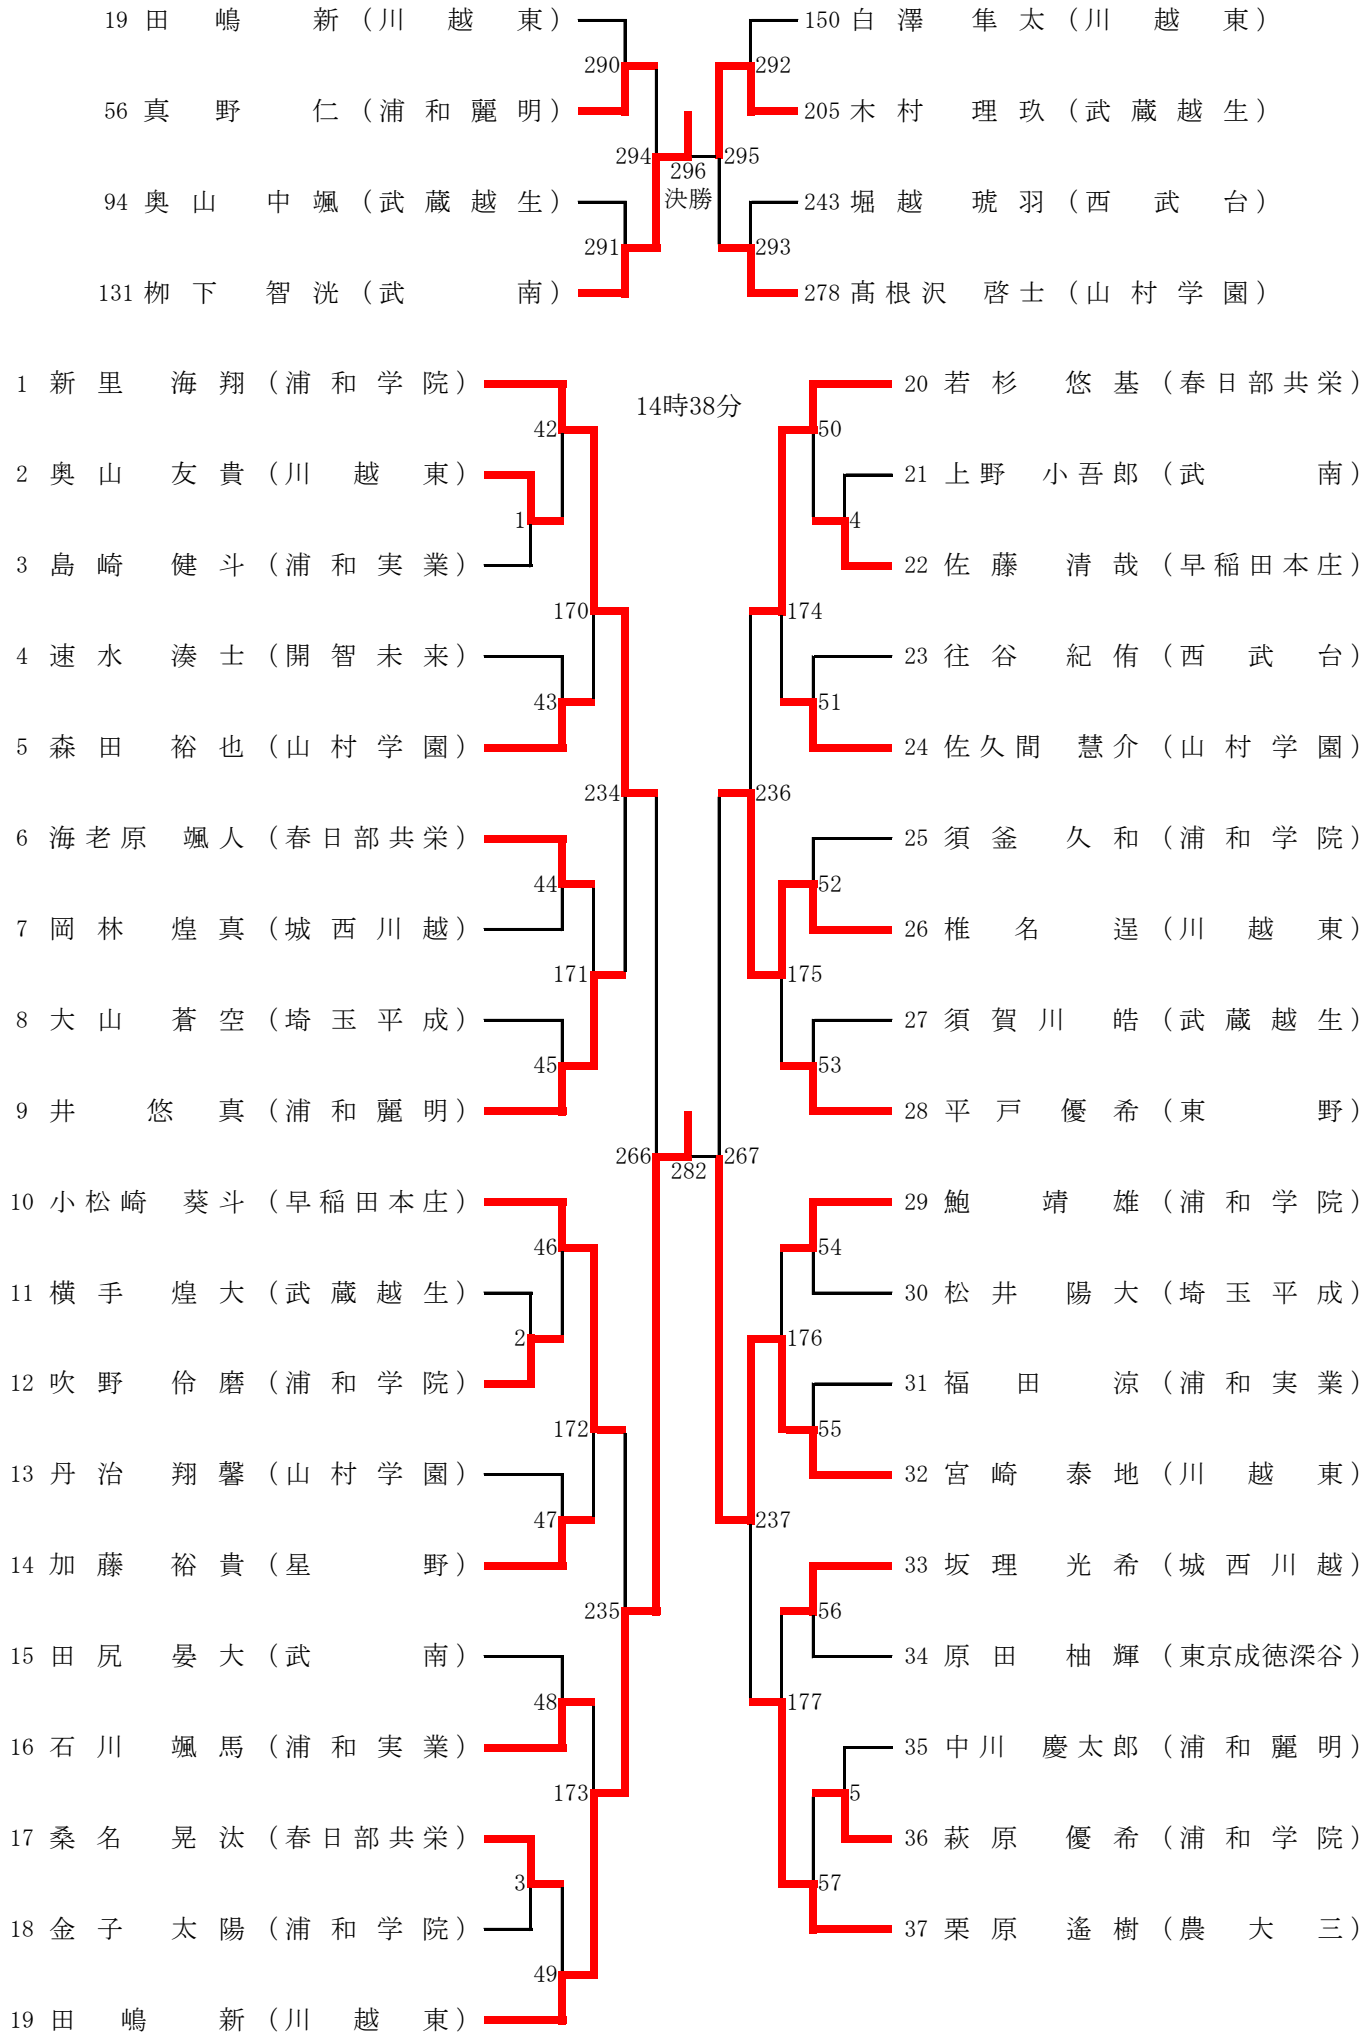 19 田嶋 新 (川越東)
150 白澤 隼太 (川越東)
290
292
56 真野 仁 (浦和麗明)
205 木村 理玖 (武蔵越生)
294
296
295
決勝
94 奥山 中颯 (武蔵越生)
243 堀越 琥羽 (西武台)
291
293
131 栁下 智洸 (武南)
278 髙根沢 啓士 (山村学園)
1 新里 海翔 (浦和学院)
20 若杉 悠基 (春日部共栄)
14時38分
42
50
2 奥山 友貴 (川越東)
21 上野 小吾郎 (武南)
1
4
3 島崎 健斗 (浦和実業)
22 佐藤 清哉 (早稲田本庄)
170
174
4 速水 湊士 (開智未来)
23 往谷 紀侑 (西武台)
43
51
5 森田 裕也 (山村学園)
24 佐久間 慧介 (山村学園)
234
236
6 海老原 颯人 (春日部共栄)
25 須釜 久和 (浦和学院)
44
52
7 岡林 煌真 (城西川越)
26 椎名 逞 (川越東)
171
175
8 大山 蒼空 (埼玉平成)
27 須賀川 皓 (武蔵越生)
45
53
9 井 悠真 (浦和麗明)
28 平戸 優希 (東野)
266
282
267
10 小松崎 葵斗 (早稲田本庄)
29 鮑 靖雄 (浦和学院)
46
54
11 横手 煌大 (武蔵越生)
30 松井 陽大 (埼玉平成)
2
176
12 吹野 伶磨 (浦和学院)
31 福田 涼 (浦和実業)
172
55
13 丹治 翔馨 (山村学園)
32 宮崎 泰地 (川越東)
47
237
14 加藤 裕貴 (星野)
33 坂理 光希 (城西川越)
235
56
15 田尻 晏大 (武南)
34 原田 柚輝 (東京成徳深谷)
48
177
16 石川 颯馬 (浦和実業)
35 中川 慶太郎 (浦和麗明)
173
5
17 桑名 晃汰 (春日部共栄)
36 萩原 優希 (浦和学院)
3
57
18 金子 太陽 (浦和学院)
37 栗原 遙樹 (農大三)
49
19 田嶋 新 (川越東)